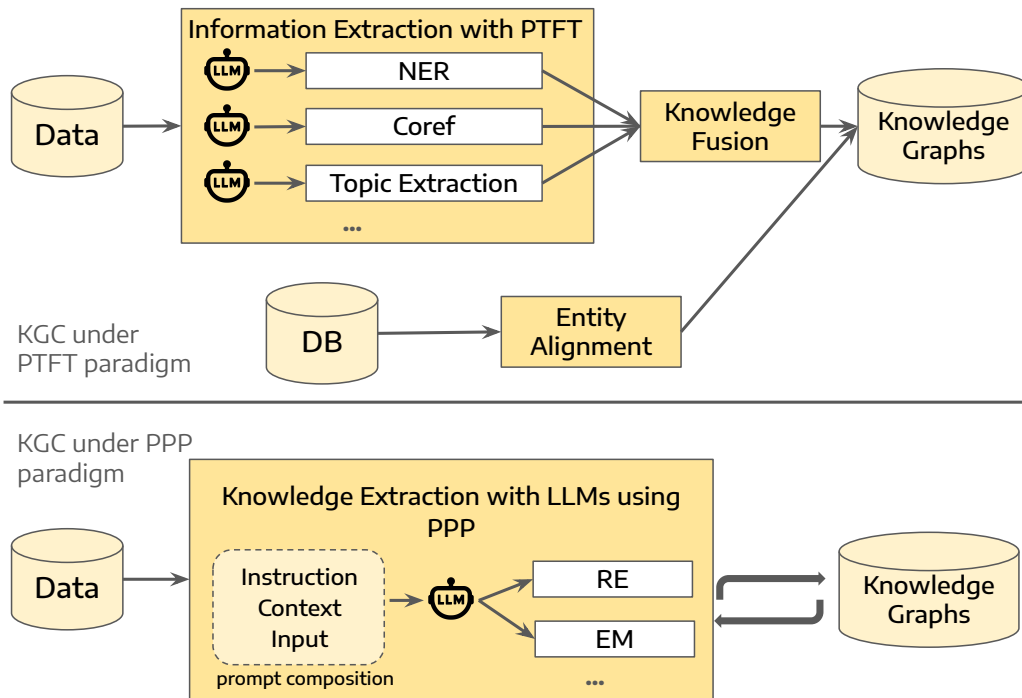 Information Extraction with PTFT
LLM
NER
Data
LLM
Coref
Knowledge
Fusion
Knowledge
Graphs
LLM
Topic Extraction
...
KGC under
PTFT paradigm
DB
Entity
Alignment
KGC under PPP
paradigm
Knowledge Extraction with LLMs using
PPP
Data
Instruction
Context
Input
prompt composition
LLM
RE
EM
...
Knowledge
Graphs